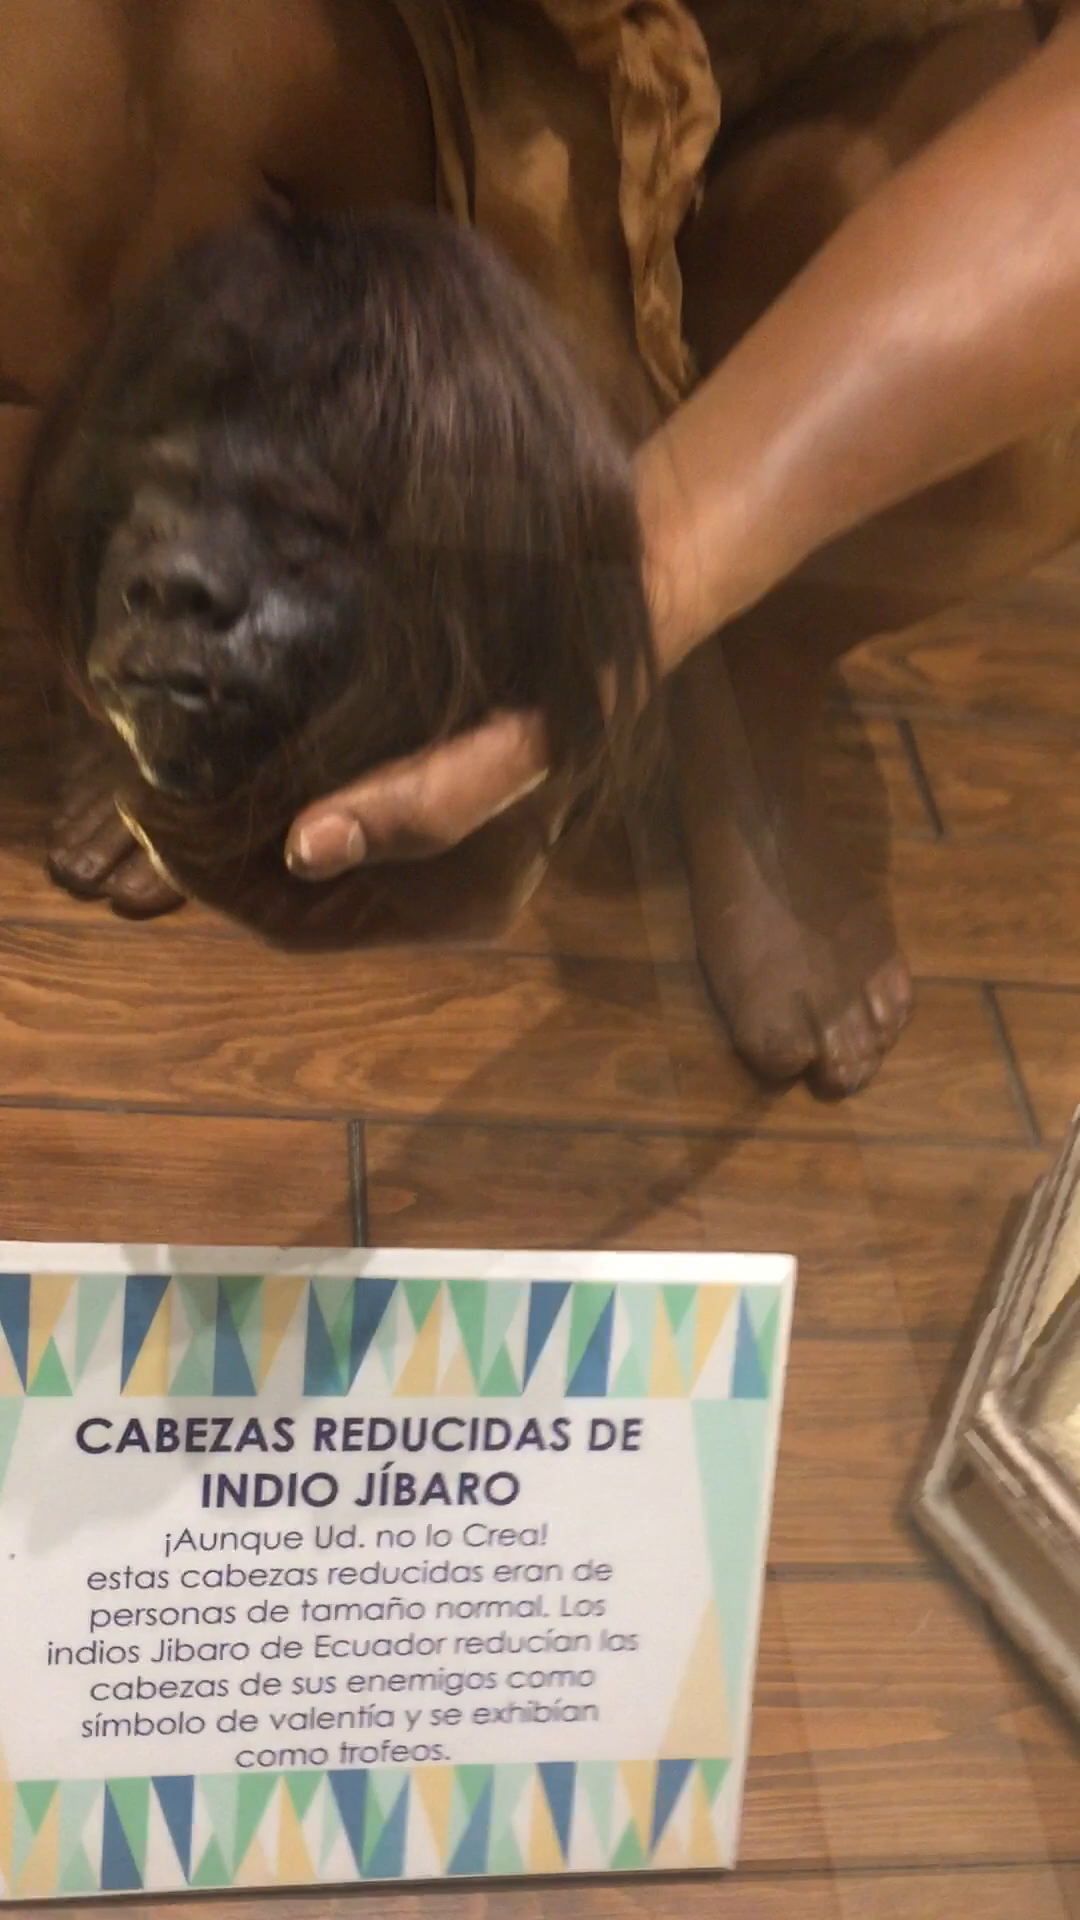 CABEZAS REDUCIDAS DE
INDIO JÍBARO
¡Aunque Ud. no lo Crea!
estas cabezas reducidas eran de
personas de tamaño normal. Los
indios Jibaro de Ecuador reducían las
cabezas de sus enemigos como
símbolo de valentía y se exhibían
como trofeos.